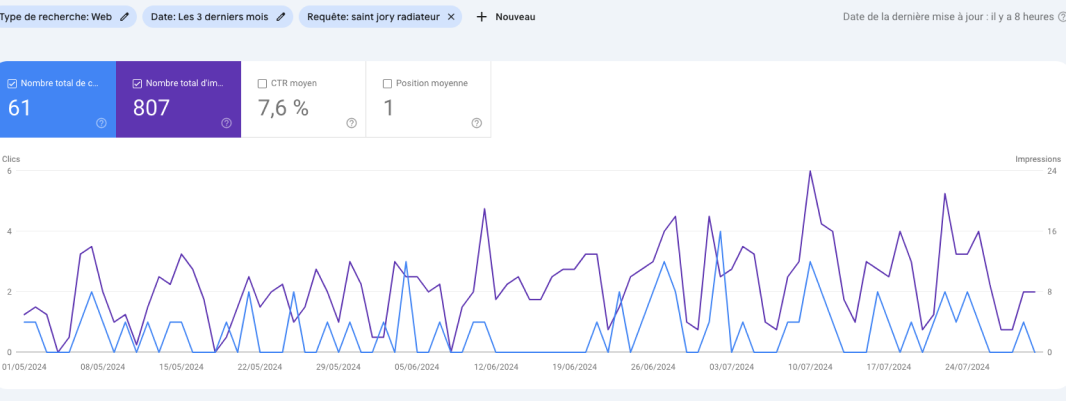 Type de recherche: Web Date: Les 3 derniers mois Requête: saint jory radiateur × + Nouveau Date de la dernière mise à jour : il y a 8 heures
Nombre total de c... Nombre total d'im... CTR moyen Position moyenne
61 807 7,6 % 1
Clics Impressions
6 24
4 16
2 8
0 0
01/05/2024 08/05/2024 15/05/2024 22/05/2024 29/05/2024 05/06/2024 12/06/2024 19/06/2024 26/06/2024 03/07/2024 10/07/2024 17/07/2024 24/07/2024